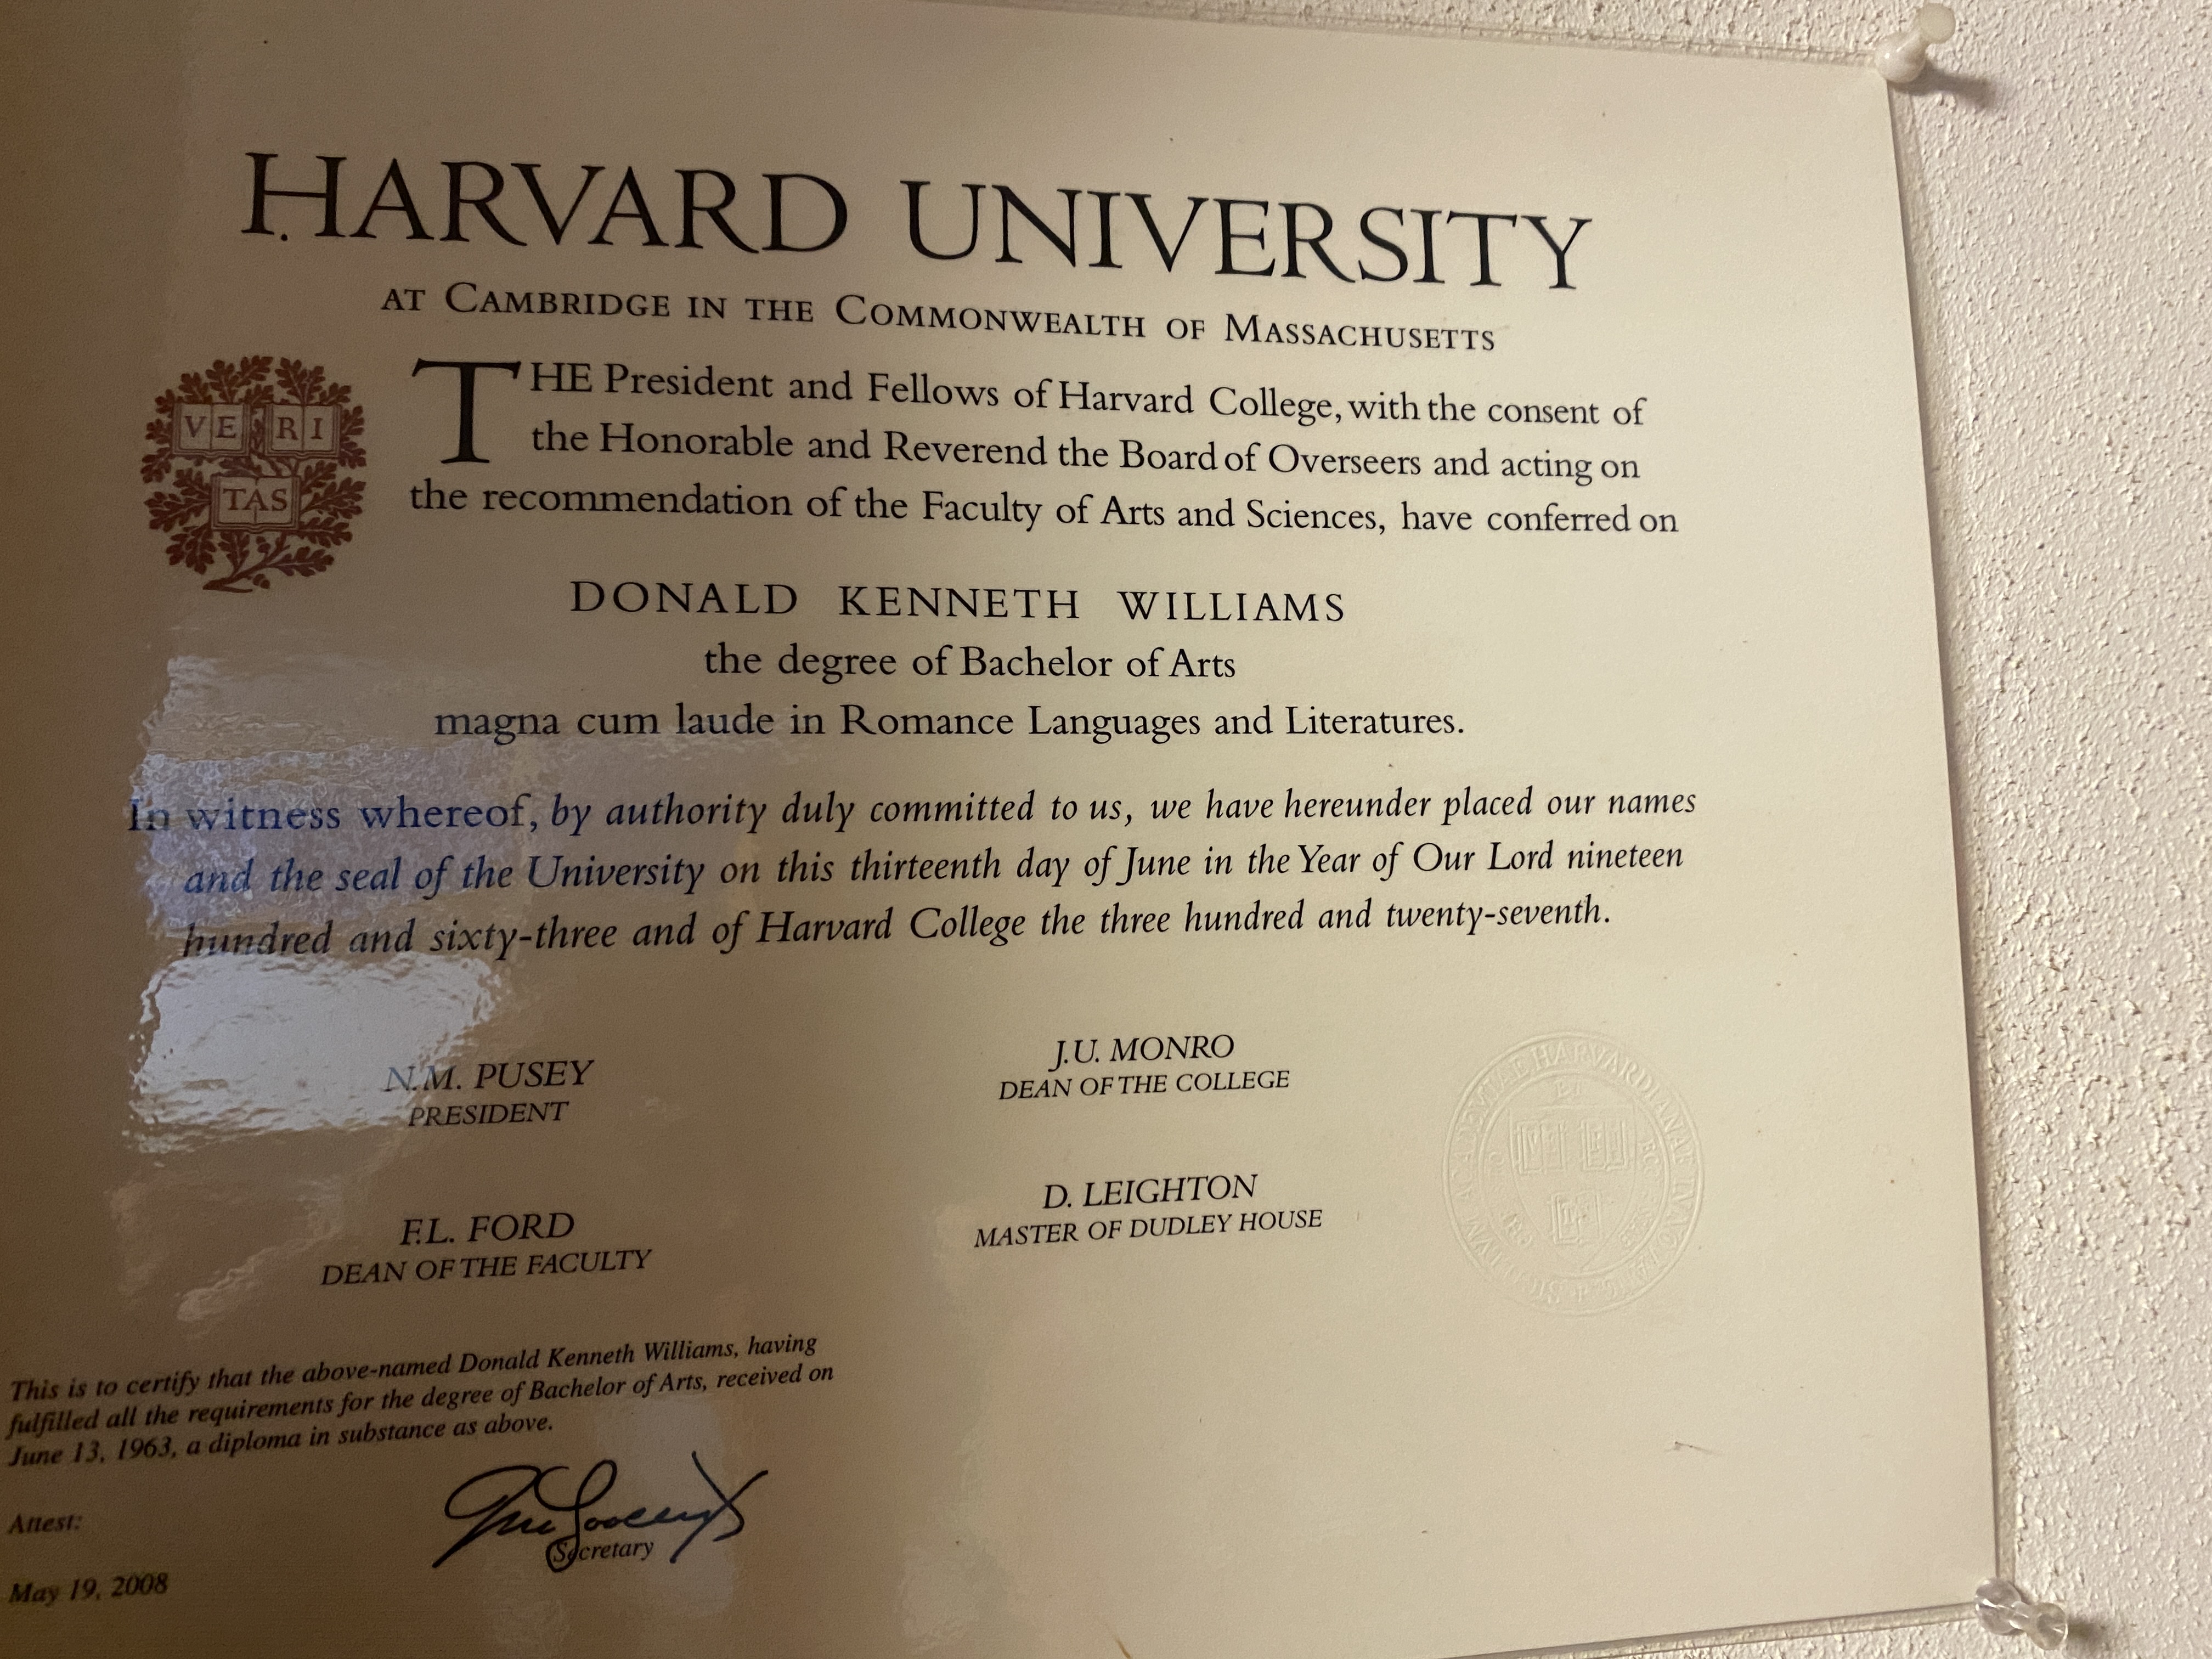 HARVARD UNIVERSITY
AT CAMBRIDGE IN THE COMMONWEALTH OF MASSACHUSETTS
VE RI
TAS
THE President and Fellows of Harvard College, with the consent of
the Honorable and Reverend the Board of Overseers and acting on
the recommendation of the Faculty of Arts and Sciences, have conferred on
DONALD KENNETH WILLIAMS
the degree of Bachelor of Arts
magna cum laude in Romance Languages and Literatures.
In witness whereof, by authority duly committed to us, we have hereunder placed our names
and the seal of the University on this thirteenth day of June in the Year of Our Lord nineteen
hundred and sixty-three and of Harvard College the three hundred and twenty-seventh.
N.M. PUSEY
PRESIDENT
J.U. MONRO
DEAN OF THE COLLEGE
F.L. FORD
DEAN OF THE FACULTY
D. LEIGHTON
MASTER OF DUDLEY HOUSE
This is to certify that the above-named Donald Kenneth Williams, having
fulfilled all the requirements for the degree of Bachelor of Arts, received on
June 13, 1963, a diploma in substance as above.
Attest:
Secretary
May 19, 2008